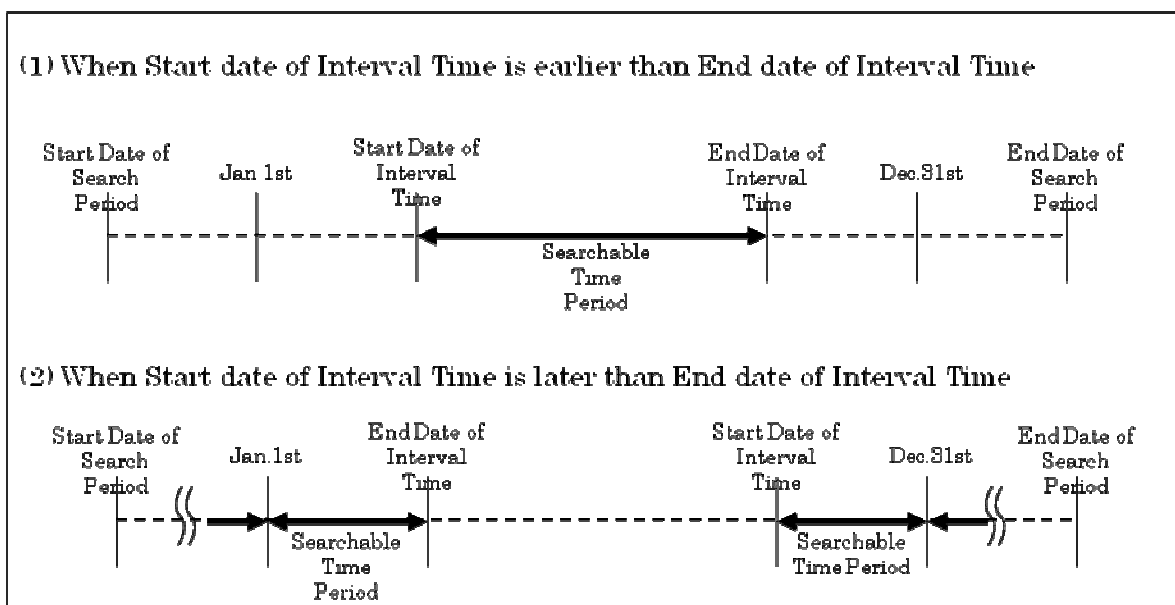 (1) When Start date of Interval Time is earlier than End date of Interval Time
Start Date of
Search
Period
Jan 1st
Start Date of
Interval
Time
End Date of
Interval
Time
Dec.31st
End Date of
Search
Period
Searchable
Time
Period
(2) When Start date of Interval Time is later than End date of Interval Time
Start Date of
Search
Period
Jan.1st
End Date of
Interval
Time
Start Date of
Interval
Time
Dec.31st
End Date of
Search
Period
Searchable
Time
Period
Searchable
Time Period